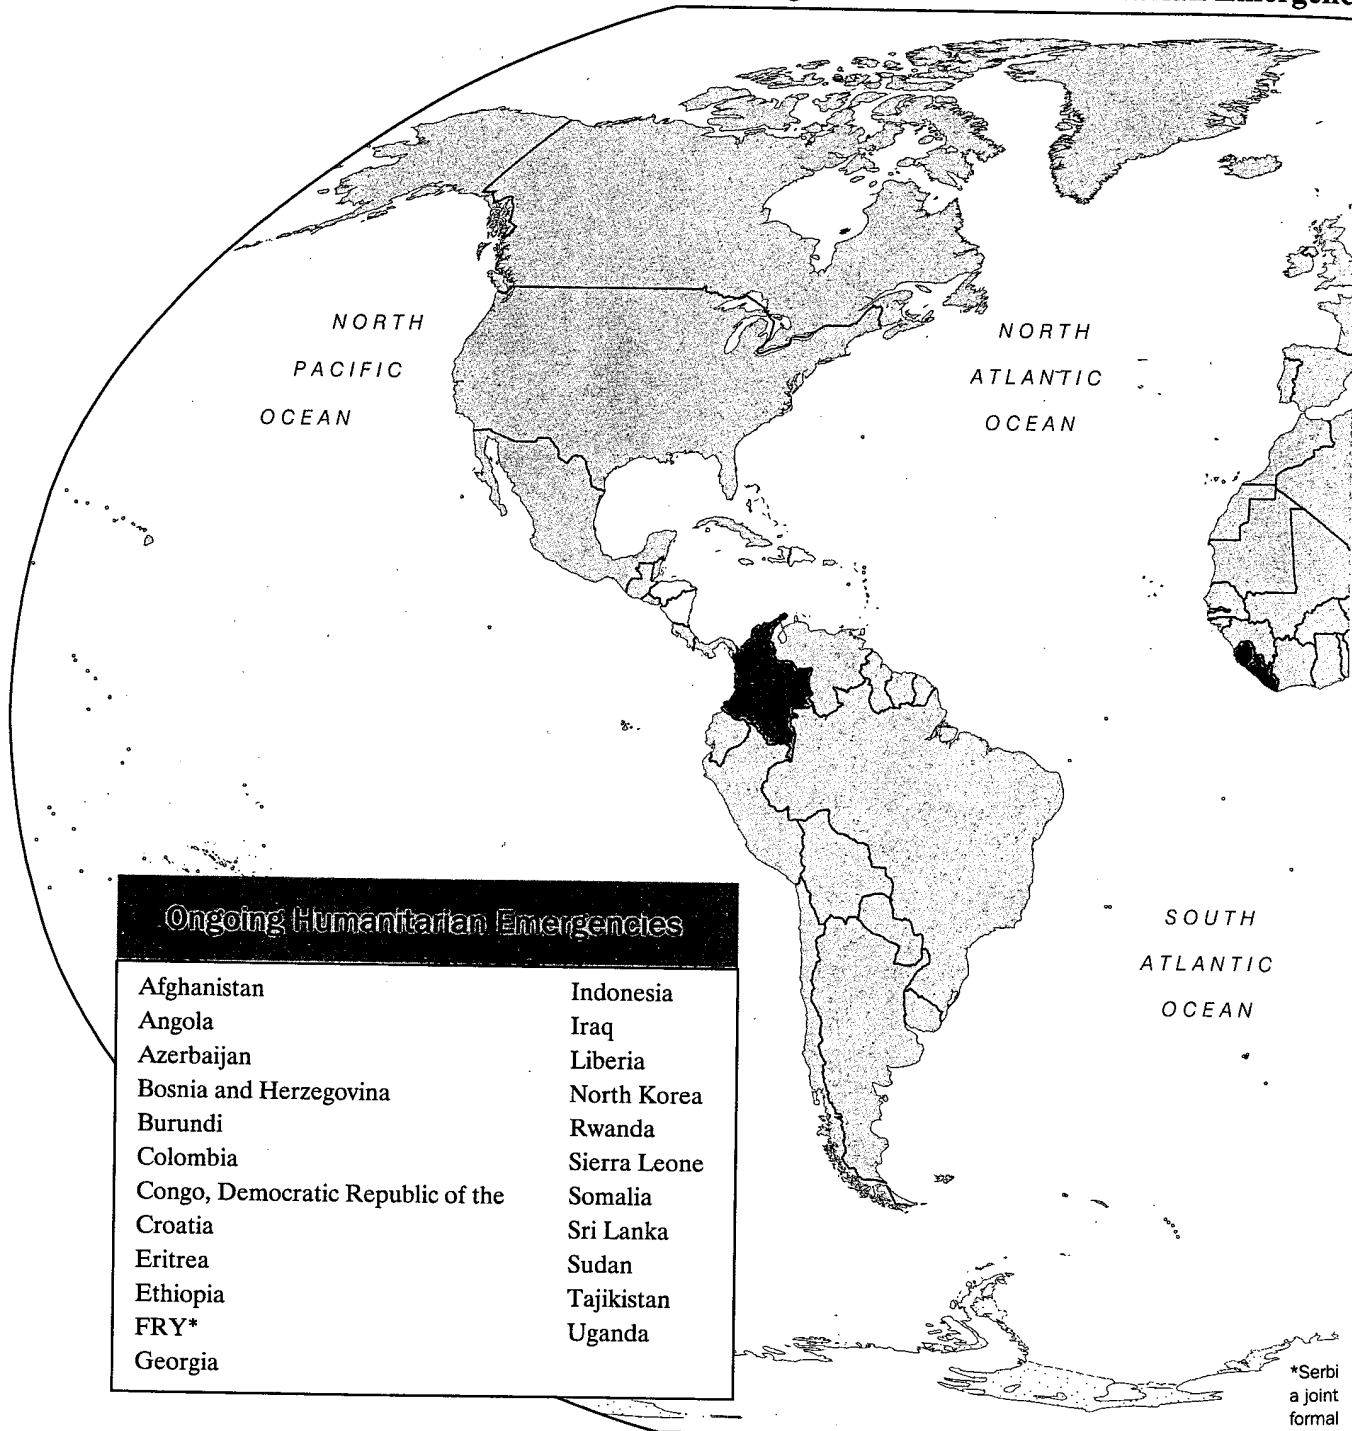 Emergenc
NORTH
PACIFIC
OCEAN
NORTH
ATLANTIC
OCEAN
SOUTH
ATLANTIC
OCEAN
Ongoing Humanitarian Emergencies
Afghanistan
Angola
Azerbaijan
Bosnia and Herzegovina
Burundi
Colombia
Congo, Democratic Republic of the
Croatia
Eritrea
Ethiopia
FRY*
Georgia
Indonesia
Iraq
Liberia
North Korea
Rwanda
Sierra Leone
Somalia
Sri Lanka
Sudan
Tajikistan
Uganda
*Serbi
a joint
formal